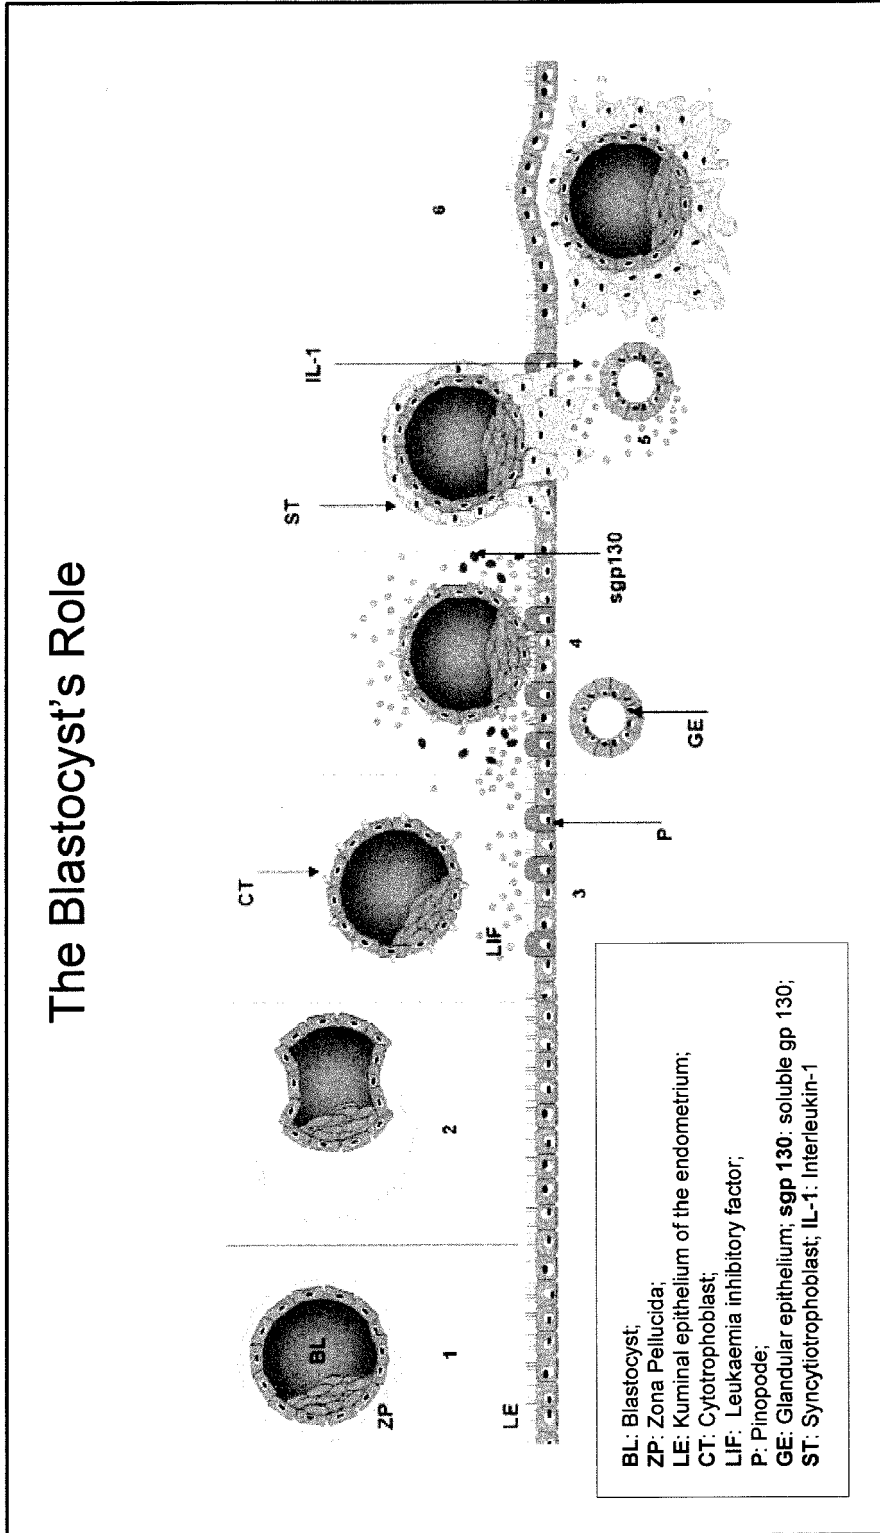 The Blastocyst's Role
BL
ZP
LE
1
2
CT
LIF
3
P
GE
4
sgp130
ST
IL-1
5
6
BL: Blastocyst;
ZP: Zona Pellucida;
LE: Kuminal epithelium of the endometrium;
CT: Cytotrophoblast;
LIF: Leukaemia inhibitory factor;
P: Pinopode;
GE: Glandular epithelium; sgp 130: soluble gp 130;
ST: Syncytiotrophoblast; IL-1: Interleukin-1